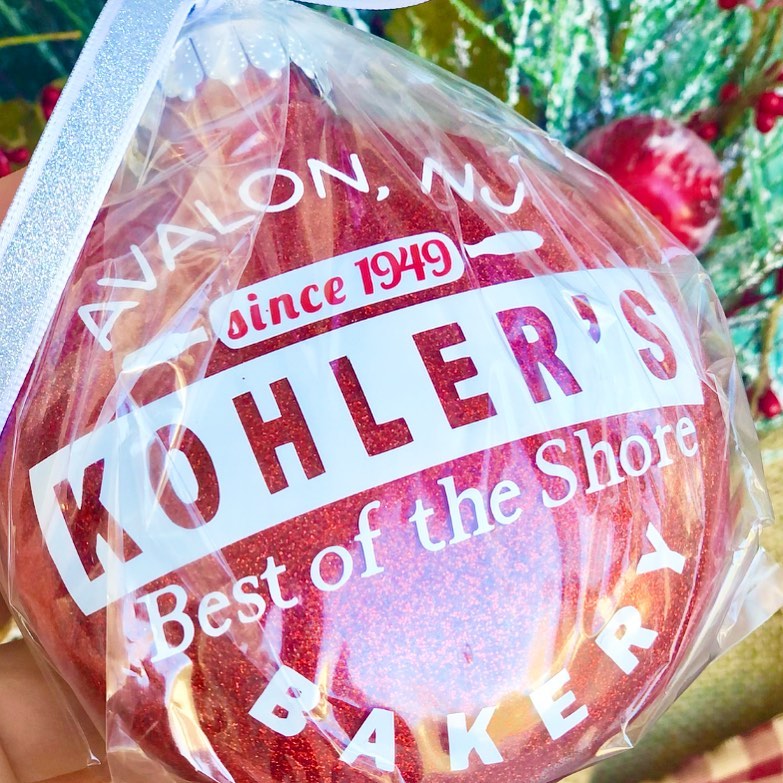 AVALON, NJ
since 1949
KOHLER'S
Best of the Shore
BAKERY